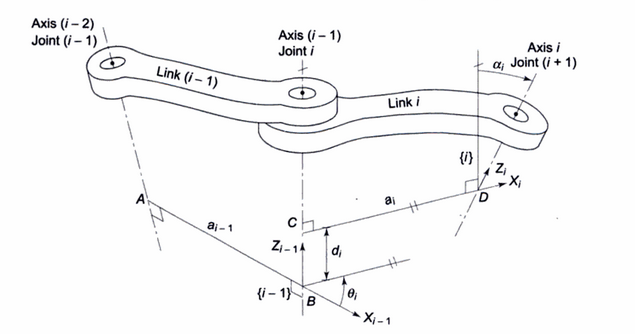 Axis (i−2)
Joint (i−1)
Axis (i−1)
Joint i
Axis i
Joint (i+1)
αᵢ
Link (i−1)
Link i
{i}
Zᵢ
Xᵢ
D
A
aᵢ
aᵢ₋₁
C
Zᵢ₋₁
dᵢ
{i−1}
B
θᵢ
Xᵢ₋₁